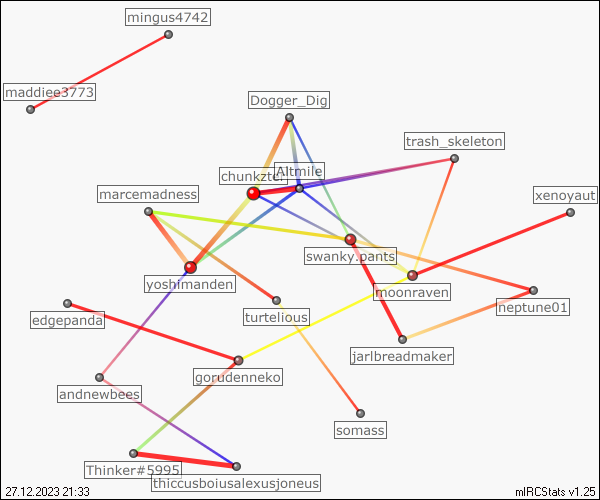 mingus4742
maddiee3773
Dogger_Dig
trash_skeleton
Altmile
marcemadness
xenoyaut
swanky.pants
yoshimanden
moonraven
edgepanda
turtelious
neptune01
jarlbreadmaker
gorudenneko
andnewbees
somass
Thinker#5995
thiccusboiusalexusjoneus
27.12.2023 21:33
mIRCStats v1.25